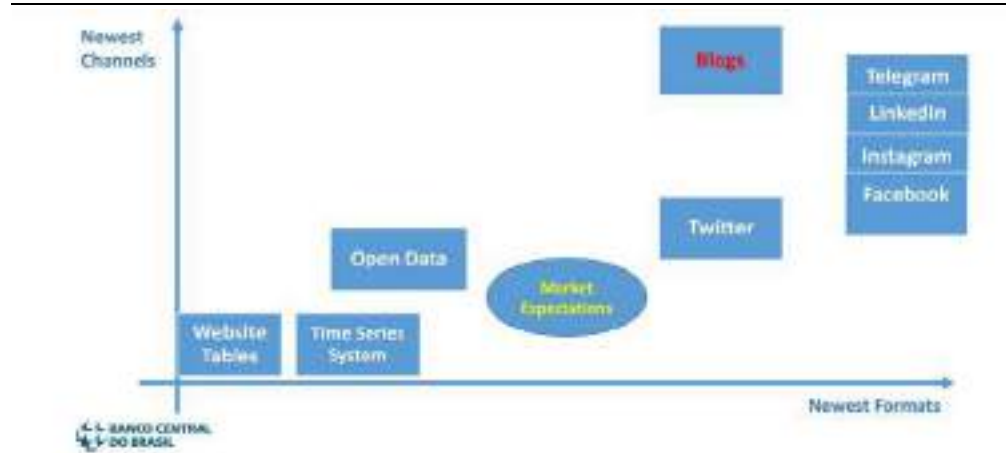 Newest
Channels
Blogs
Telegram
LinkedIn
Instagram
Facebook
Twitter
Open Data
Market
Expectations
Website
Tables
Time Series
System
Newest Formats
BANCO CENTRAL
DO BRASIL